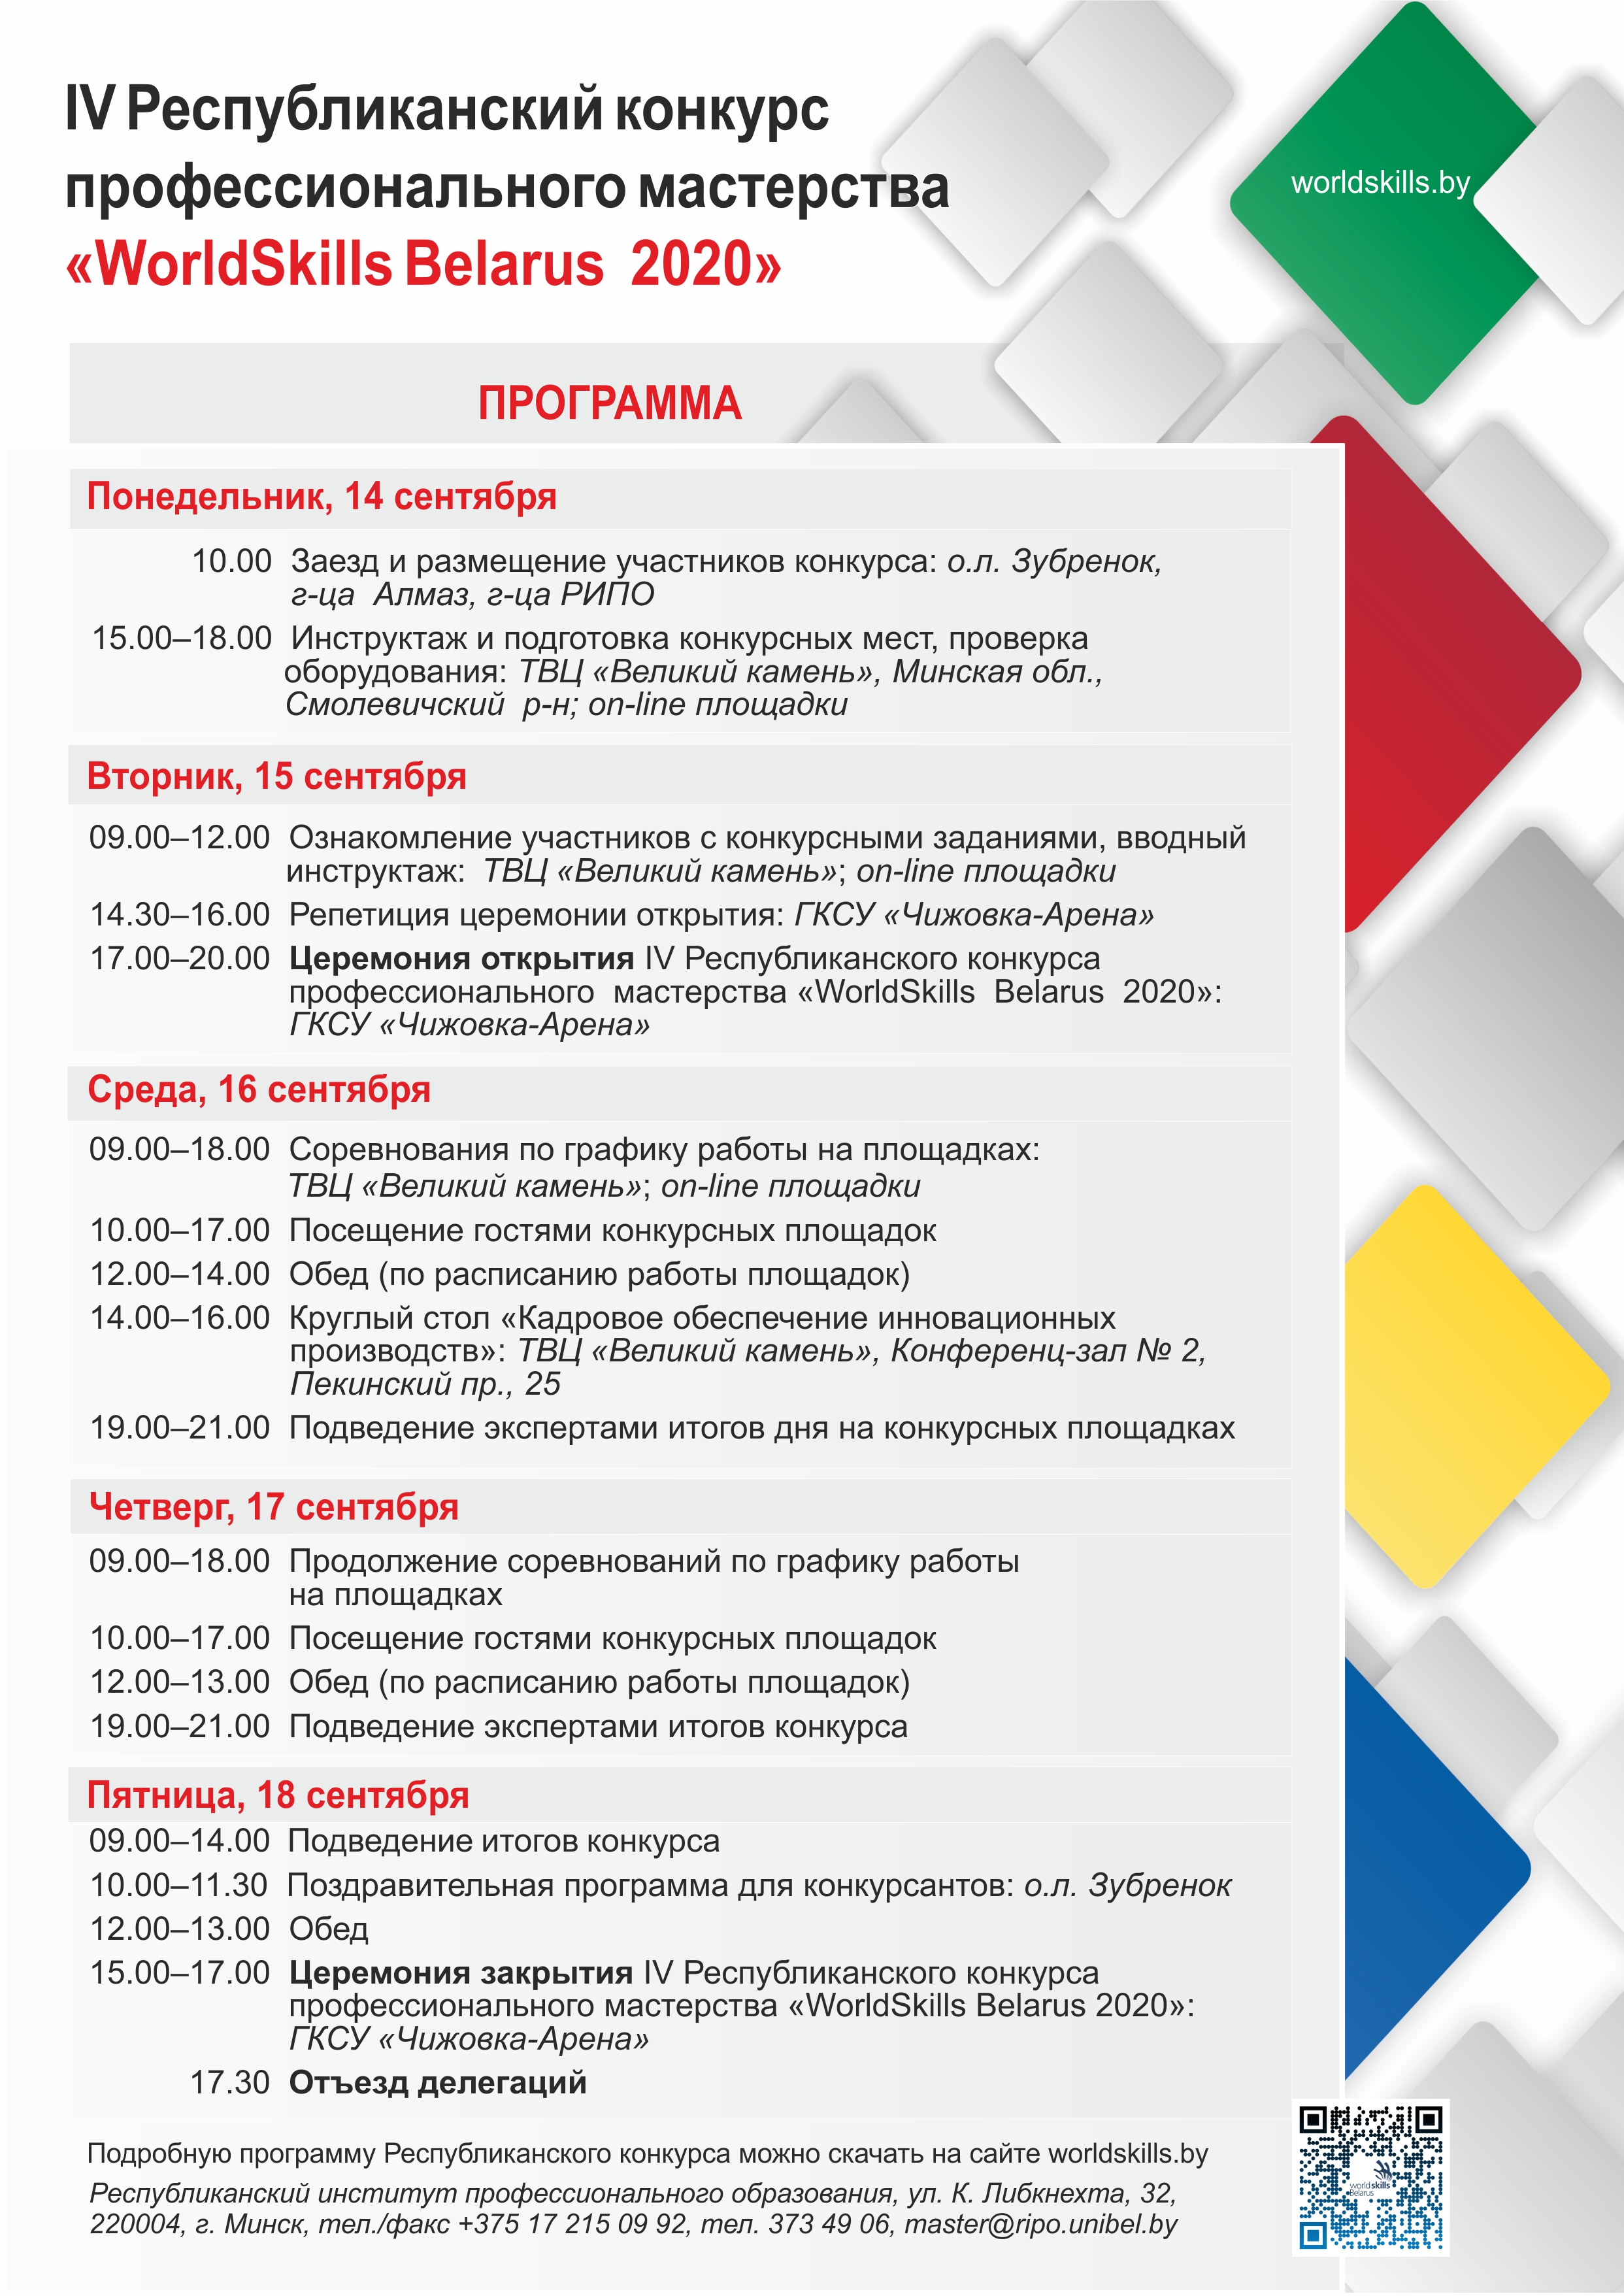 IV Республиканский конкурс
профессионального мастерства
«WorldSkills Belarus 2020»
worldskills.by
ПРОГРАММА
Понедельник, 14 сентября
10.00 Заезд и размещение участников конкурса: о.л. Зубренок,
г-ца Алмаз, г-ца РИПО
15.00–18.00 Инструктаж и подготовка конкурсных мест, проверка
оборудования: ТВЦ «Великий камень», Минская обл.,
Смолевичский р-н; on-line площадки
Вторник, 15 сентября
09.00–12.00 Ознакомление участников с конкурсными заданиями, вводный
инструктаж: ТВЦ «Великий камень»; on-line площадки
14.30–16.00 Репетиция церемонии открытия: ГКСУ «Чижовка-Арена»
17.00–20.00 Церемония открытия IV Республиканского конкурса
профессионального мастерства «WorldSkills Belarus 2020»:
ГКСУ «Чижовка-Арена»
Среда, 16 сентября
09.00–18.00 Соревнования по графику работы на площадках:
ТВЦ «Великий камень»; on-line площадки
10.00–17.00 Посещение гостями конкурсных площадок
12.00–14.00 Обед (по расписанию работы площадок)
14.00–16.00 Круглый стол «Кадровое обеспечение инновационных
производств»: ТВЦ «Великий камень», Конференц-зал № 2,
Пекинский пр., 25
19.00–21.00 Подведение экспертами итогов дня на конкурсных площадках
Четверг, 17 сентября
09.00–18.00 Продолжение соревнований по графику работы
на площадках
10.00–17.00 Посещение гостями конкурсных площадок
12.00–13.00 Обед (по расписанию работы площадок)
19.00–21.00 Подведение экспертами итогов конкурса
Пятница, 18 сентября
09.00–14.00 Подведение итогов конкурса
10.00–11.30 Поздравительная программа для конкурсантов: о.л. Зубренок
12.00–13.00 Обед
15.00–17.00 Церемония закрытия IV Республиканского конкурса
профессионального мастерства «WorldSkills Belarus 2020»:
ГКСУ «Чижовка-Арена»
17.30 Отъезд делегаций
Подробную программу Республиканского конкурса можно скачать на сайте worldskills.by
Республиканский институт профессионального образования, ул. К. Либкнехта, 32,
220004, г. Минск, тел./факс +375 17 215 09 92, тел. 373 49 06, master@ripo.unibel.by
worldskills
Belarus